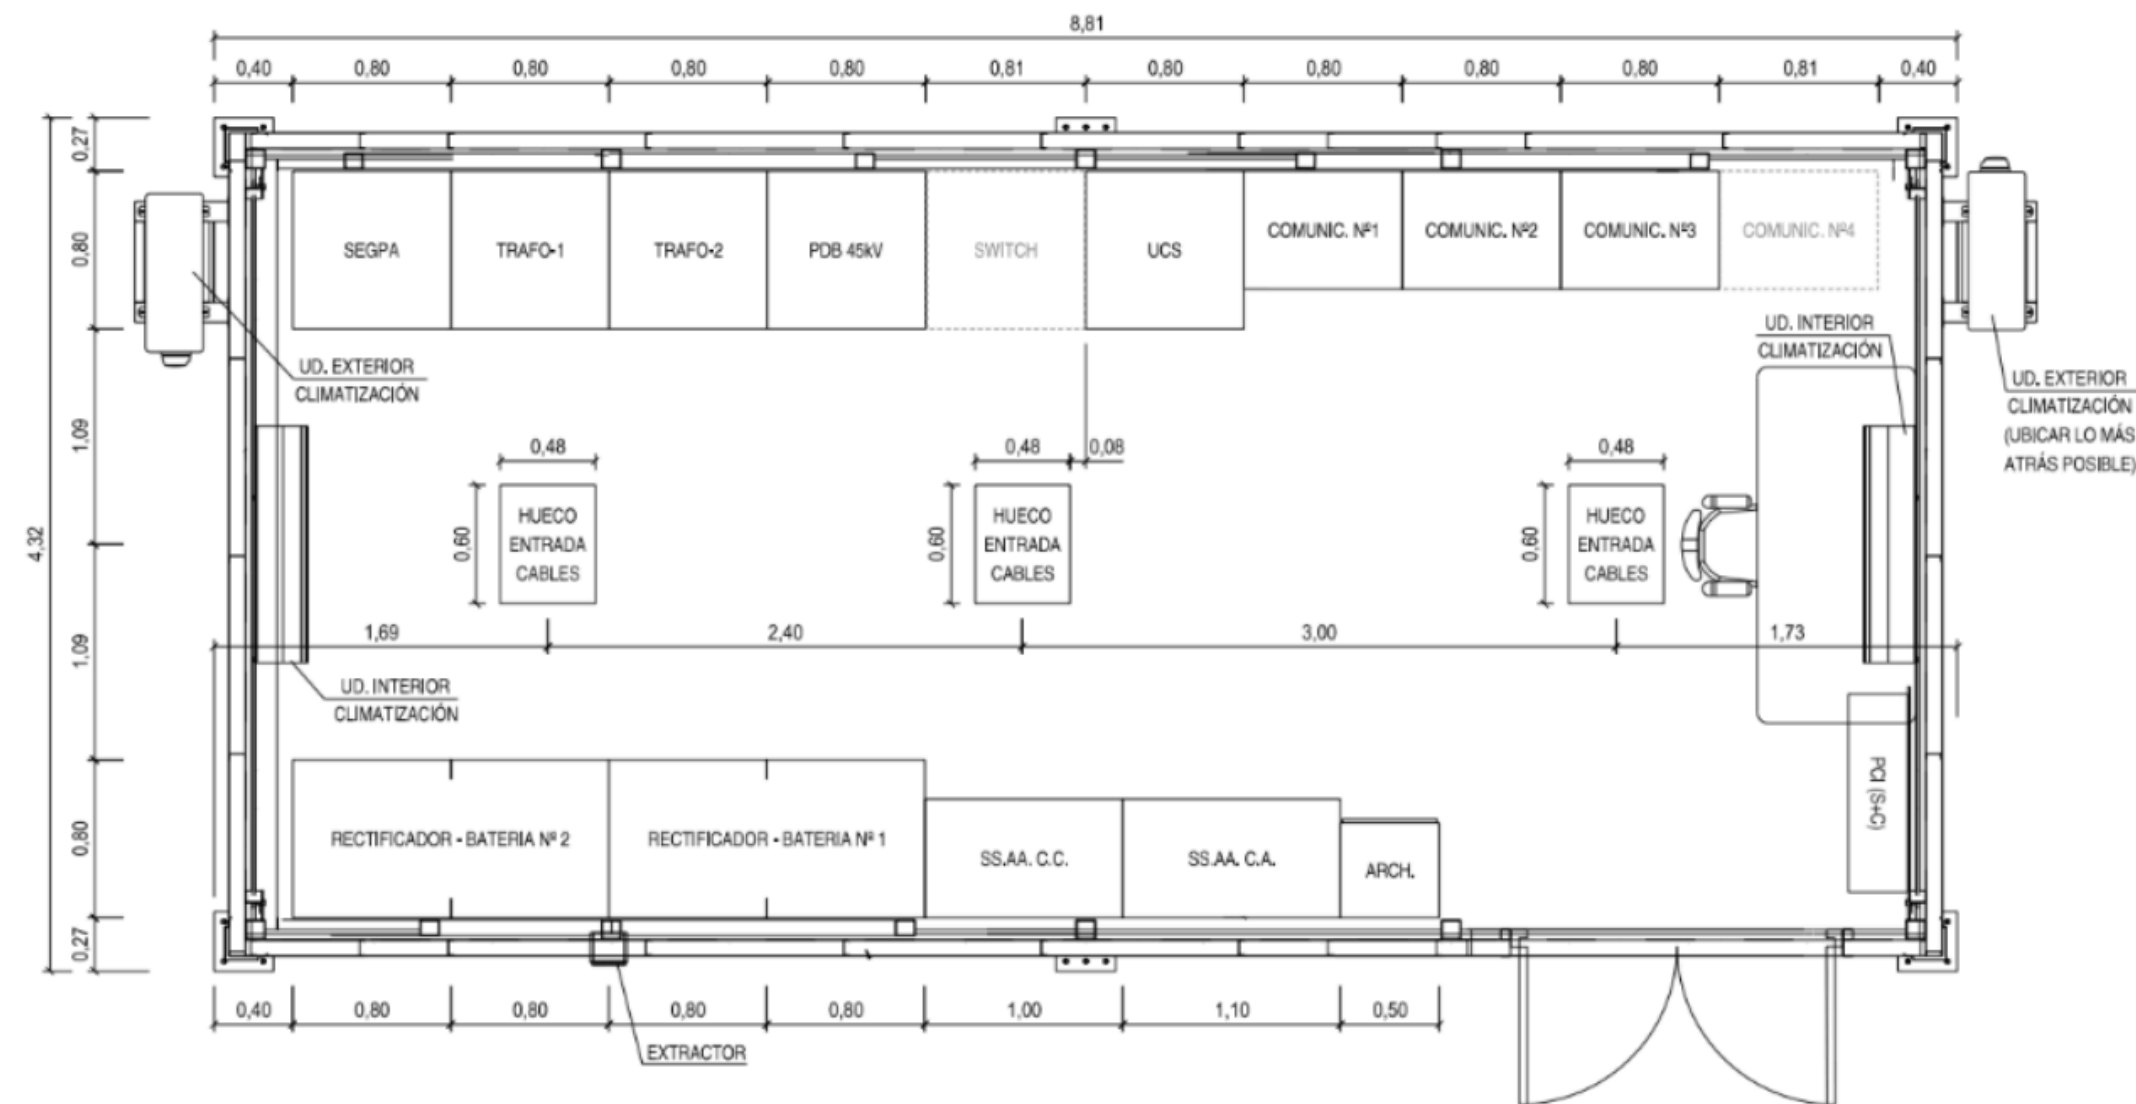 8,81
0,40 0,80 0,80 0,80 0,80 0,81 0,80 0,80 0,80 0,80 0,81 0,40
0,27
0,80
1,09
1,09
0,80
0,27
4,32
SEGPA TRAFO-1 TRAFO-2 PDB 45kV SWITCH UCS COMUNIC. Nº1 COMUNIC. Nº2 COMUNIC. Nº3 COMUNIC. Nº4
UD. EXTERIOR
CLIMATIZACIÓN
UD. INTERIOR
CLIMATIZACIÓN
UD. EXTERIOR
CLIMATIZACIÓN
(UBICAR LO MÁS
ATRÁS POSIBLE)
0,48
0,60
HUECO
ENTRADA
CABLES
0,48 0,08
0,60
HUECO
ENTRADA
CABLES
0,48
0,60
HUECO
ENTRADA
CABLES
1,69 2,40 3,00 1,73
UD. INTERIOR
CLIMATIZACIÓN
RECTIFICADOR - BATERIA Nº 2 RECTIFICADOR - BATERIA Nº 1 SS.AA. C.C. SS.AA. C.A. ARCH.
PCI (S+C)
0,40 0,80 0,80 0,80 0,80 1,00 1,10 0,50
EXTRACTOR